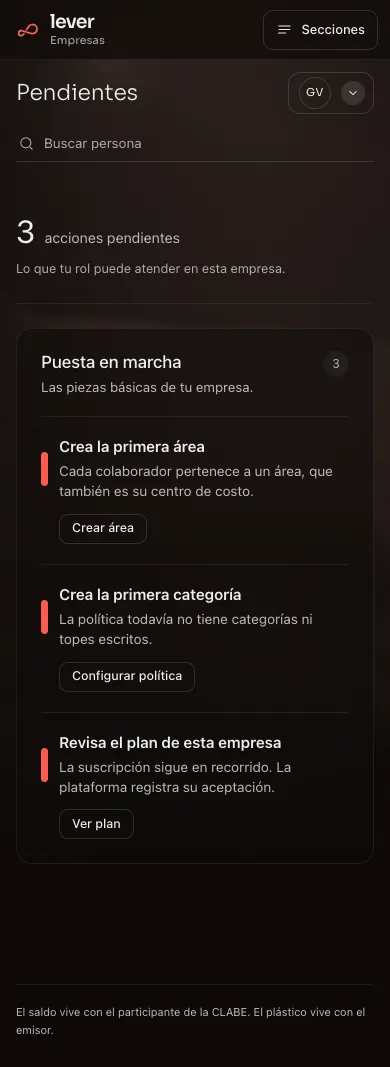 lever
Empresas
Secciones
Pendientes
GV
Buscar persona
3 acciones pendientes
Lo que tu rol puede atender en esta empresa.
Puesta en marcha
3
Las piezas básicas de tu empresa.
Crea la primera área
Cada colaborador pertenece a un área, que
también es su centro de costo.
Crear área
Crea la primera categoría
La política todavía no tiene categorías ni
topes escritos.
Configurar política
Revisa el plan de esta empresa
La suscripción sigue en recorrido. La
plataforma registra su aceptación.
Ver plan
El saldo vive con el participante de la CLABE. El plástico vive con el
emisor.